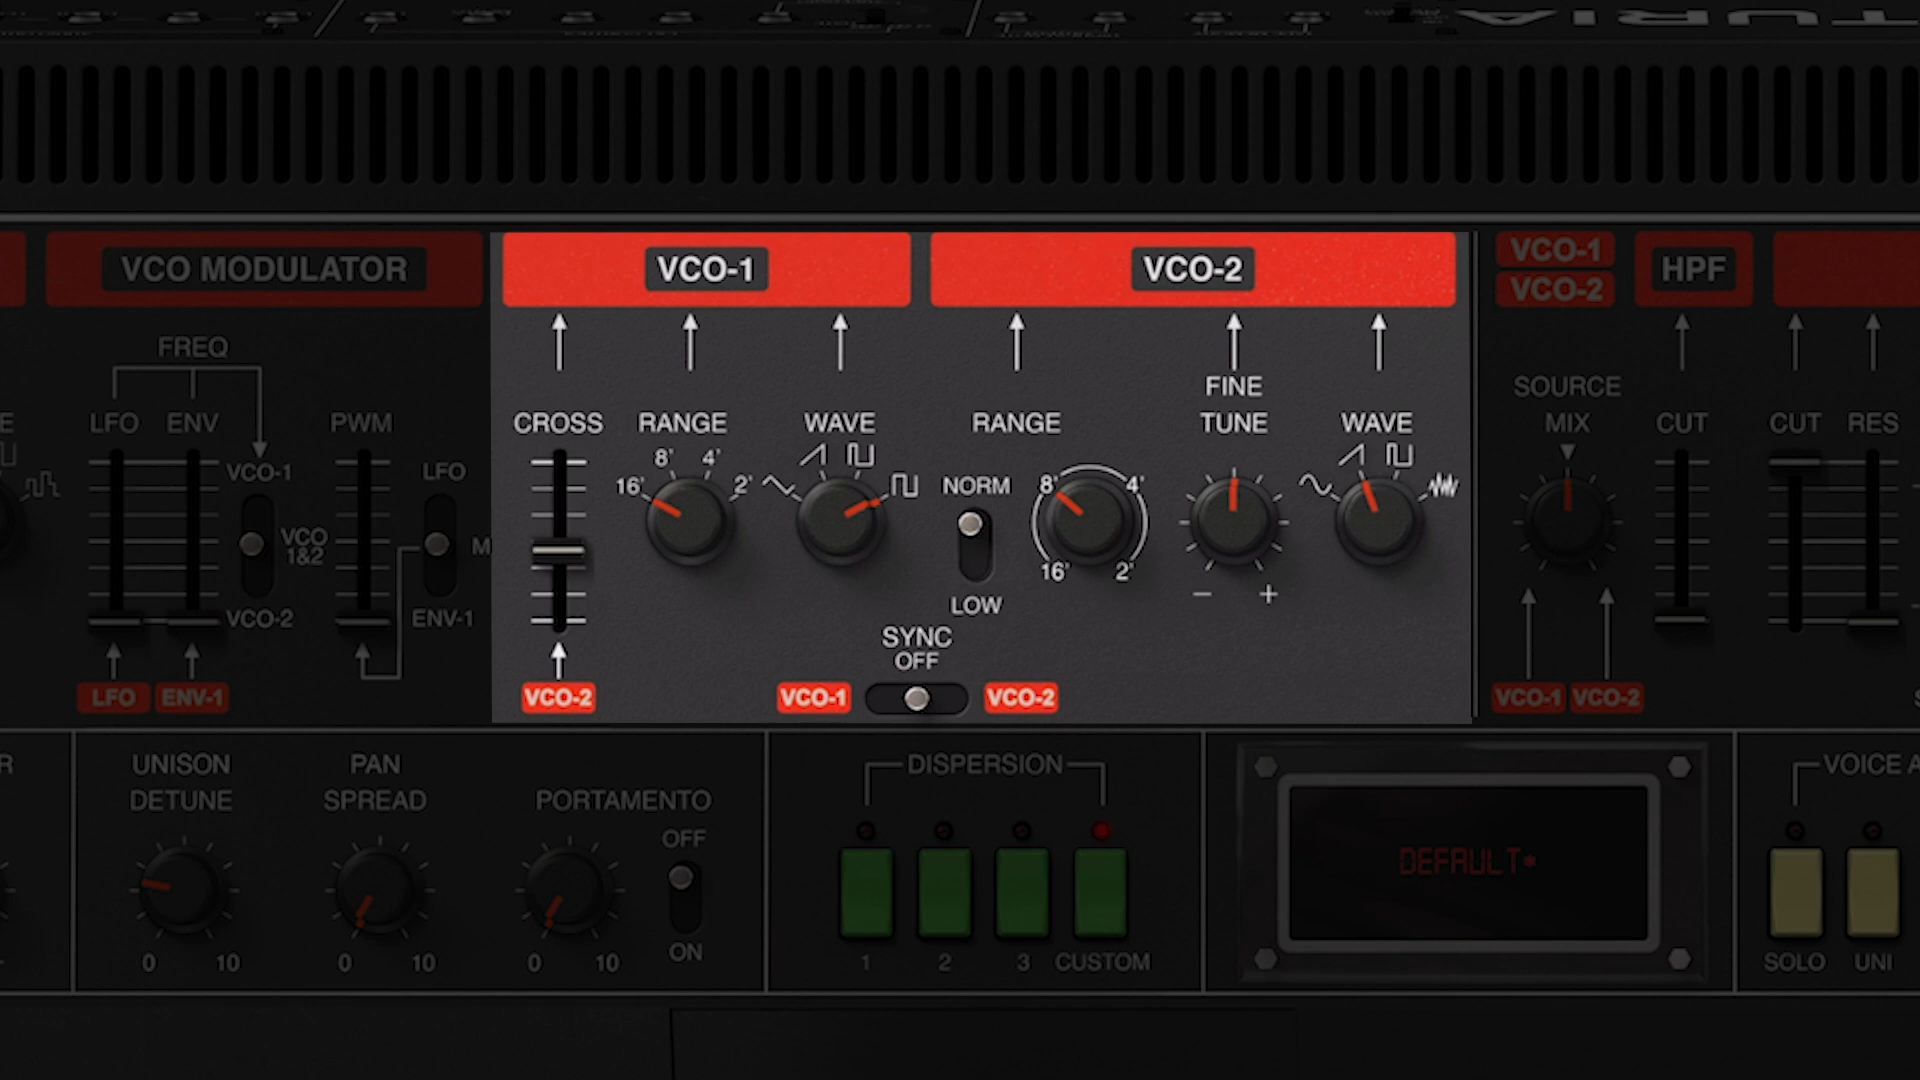 TURIA
VCO MODULATOR
VCO-1
VCO-2
VCO-1
VCO-2
HPF
FREQ
LFO ENV
PWM
VCO-1
VCO
1&2
VCO-2
LFO
M
ENV-1
LFO ENV-1
CROSS
RANGE
WAVE
16' 8' 4' 2'
VCO-2
RANGE
NORM
LOW
8' 4'
16' 2'
FINE
TUNE
− +
WAVE
SYNC
OFF
VCO-1 VCO-2
SOURCE
MIX
CUT
CUT RES
VCO-1 VCO-2
R
UNISON
DETUNE
0 10
PAN
SPREAD
0 10
PORTAMENTO
0 10
OFF
ON
DISPERSION
1 2 3 CUSTOM
DEFAULT*
VOICE A
SOLO UNI